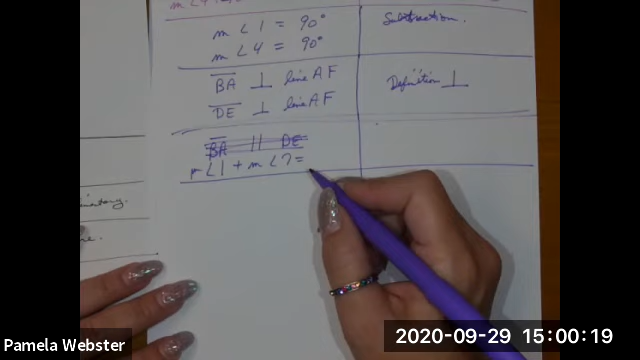 m∠1 = 90°
m∠4 = 90°
Subtraction.
BA ⊥ line AF
DE ⊥ line AF
Definition ⊥
BA || DE
m∠1 + m∠7 =
Pamela Webster
2020-09-29 15:00:19